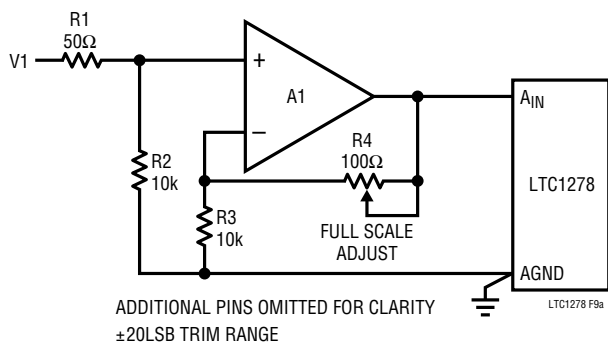 R1
50Ω
V1
+
A1
–
R4
100Ω
AIN
LTC1278
R2
10k
R3
10k
FULL SCALE
ADJUST
AGND
LTC1278 F9a
ADDITIONAL PINS OMITTED FOR CLARITY
±20LSB TRIM RANGE